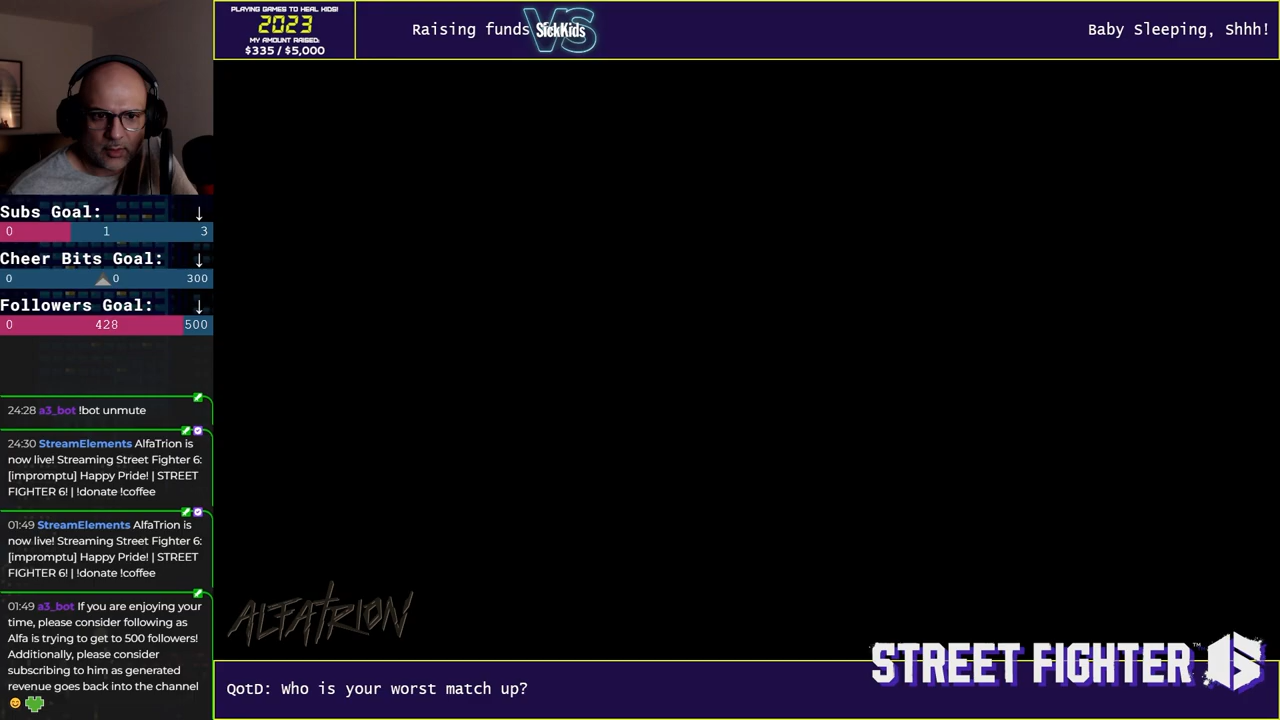 PLAYING GAMES TO HEAL KIDS!
2023
MY AMOUNT RAISED:
$335 / $5,000
Raising funds
VS
SickKids
Baby Sleeping, Shhh!
Subs Goal: ↓
0 1 3
Cheer Bits Goal: ↓
0 0 300
Followers Goal: ↓
0 428 500
24:28 a3_bot !bot unmute
24:30 StreamElements AlfaTrion is
now live! Streaming Street Fighter 6:
[impromptu] Happy Pride! | STREET
FIGHTER 6! | !donate !coffee
01:49 StreamElements AlfaTrion is
now live! Streaming Street Fighter 6:
[impromptu] Happy Pride! | STREET
FIGHTER 6! | !donate !coffee
01:49 a3_bot If you are enjoying your
time, please consider following as
Alfa is trying to get to 500 followers!
Additionally, please consider
subscribing to him as generated
revenue goes back into the channel
😊
ALFATRION
STREET FIGHTER™ 6
QotD: Who is your worst match up?